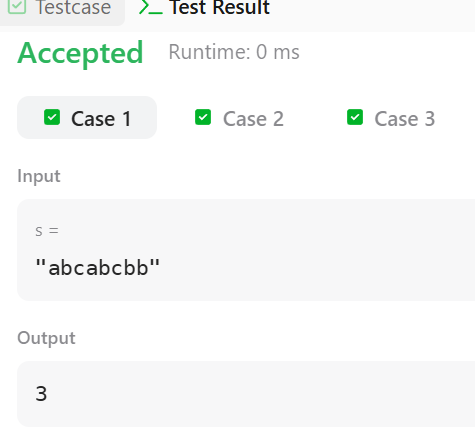 Testcase Test Result
Accepted Runtime: 0 ms
Case 1 Case 2 Case 3
Input
s =
"abcabcbb"
Output
3